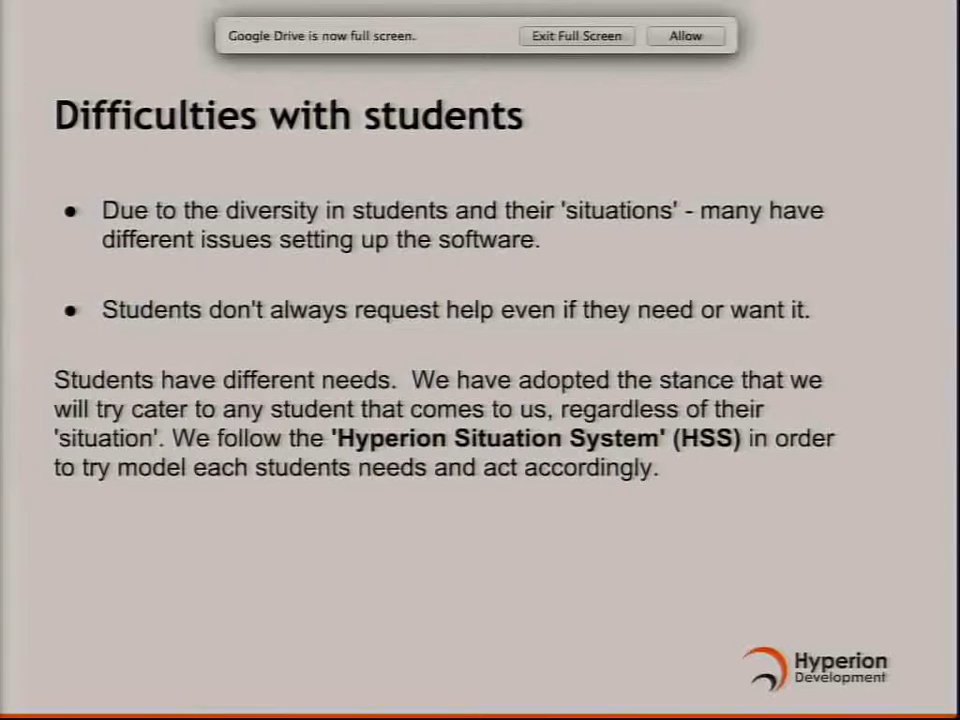 Google Drive is now full screen. Exit Full Screen Allow
Difficulties with students
• Due to the diversity in students and their 'situations' - many have
different issues setting up the software.
• Students don't always request help even if they need or want it.
Students have different needs.  We have adopted the stance that we
will try cater to any student that comes to us, regardless of their
'situation'. We follow the 'Hyperion Situation System' (HSS) in order
to try model each students needs and act accordingly.
Hyperion
Development